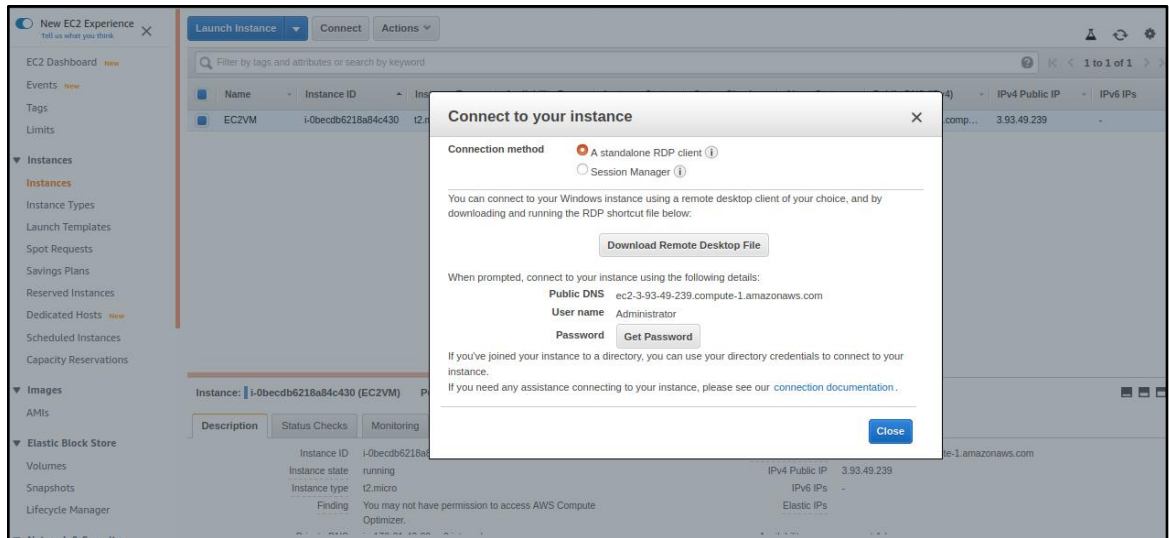 New EC2 Experience
Tell us what you think
EC2 Dashboard New
Events New
Tags
Limits
Instances
Instances
Instance Types
Launch Templates
Spot Requests
Savings Plans
Reserved Instances
Dedicated Hosts New
Scheduled Instances
Capacity Reservations
Images
AMIs
Elastic Block Store
Volumes
Snapshots
Lifecycle Manager
Launch Instance Connect Actions
Filter by tags and attributes or search by keyword
1 to 1 of 1
Name Instance ID IPv4 Public IP IPv6 IPs
EC2VM i-0becdb6218a84c430 .comp... 3.93.49.239 -
Connect to your instance
Connection method
A standalone RDP client
Session Manager
You can connect to your Windows instance using a remote desktop client of your choice, and by
downloading and running the RDP shortcut file below:
Download Remote Desktop File
When prompted, connect to your instance using the following details:
Public DNS ec2-3-93-49-239.compute-1.amazonaws.com
User name Administrator
Password Get Password
If you've joined your instance to a directory, you can use your directory credentials to connect to your
instance.
If you need any assistance connecting to your instance, please see our connection documentation.
Close
Instance: i-0becdb6218a84c430 (EC2VM)
Description Status Checks Monitoring
Instance ID i-0becdb6218a8 te-1.amazonaws.com
Instance state running IPv4 Public IP 3.93.49.239
Instance type t2.micro IPv6 IPs -
Finding You may not have permission to access AWS Compute Elastic IPs
Optimizer.